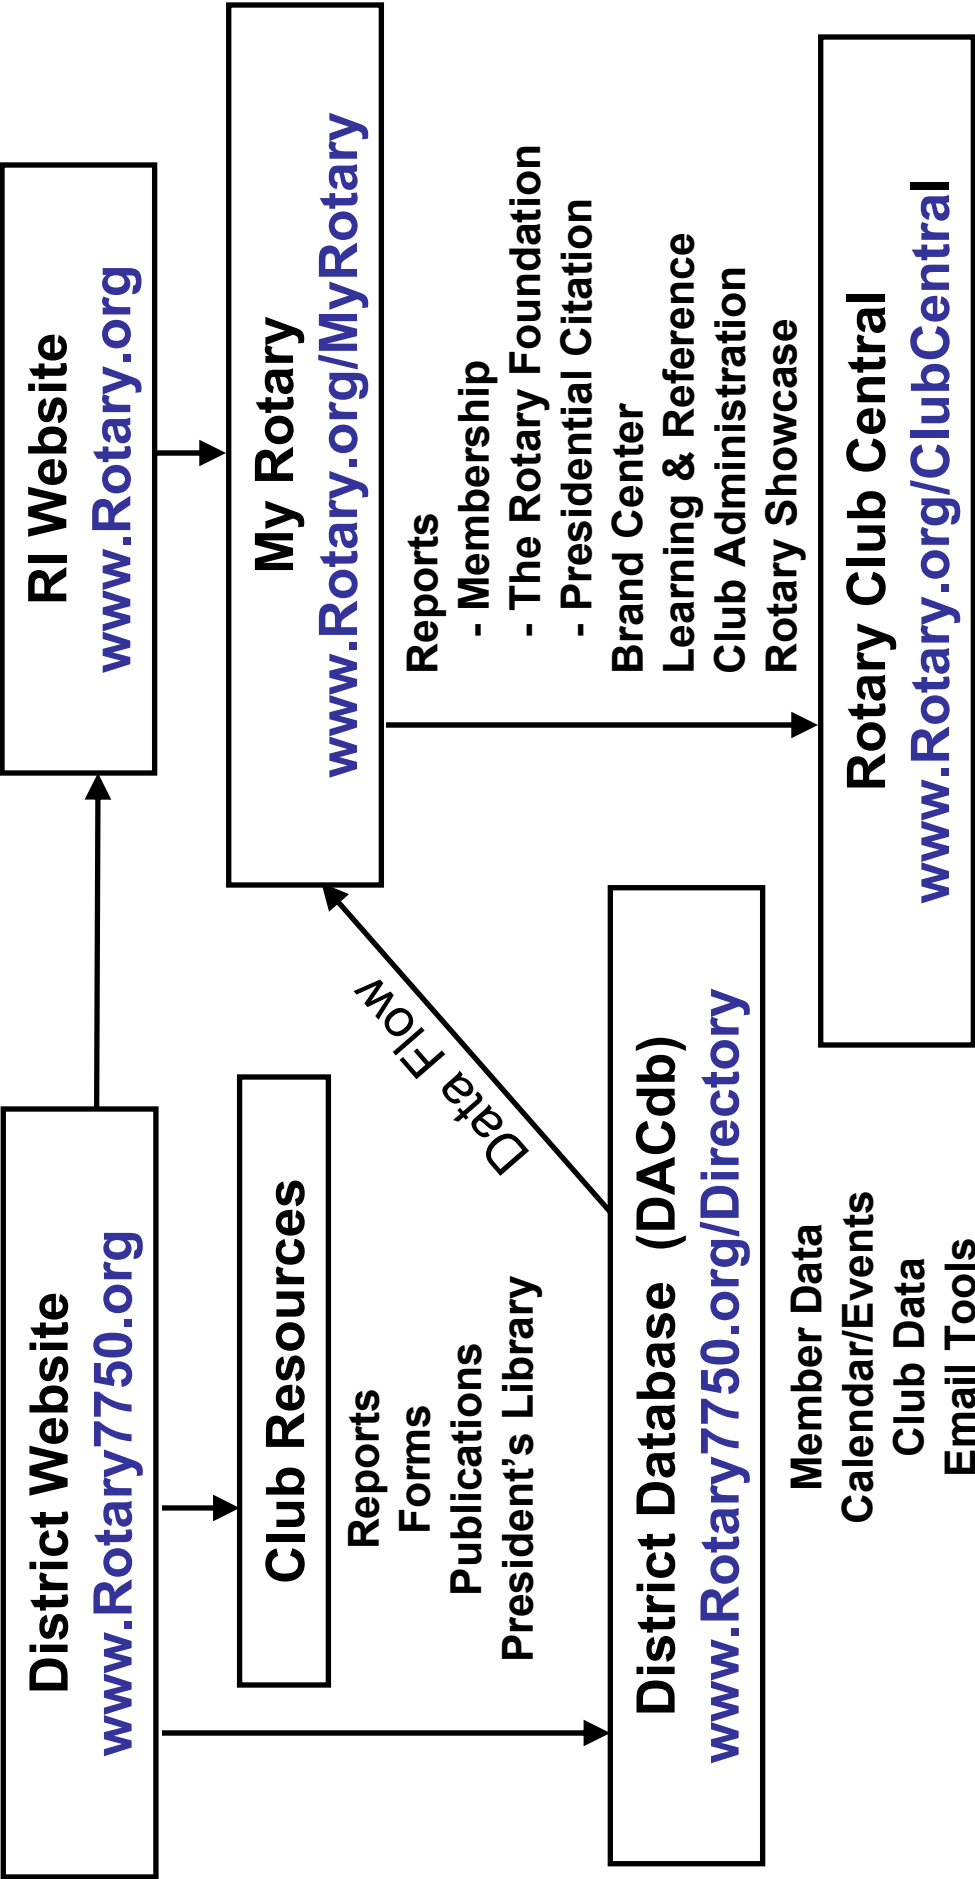 District Website
www.Rotary7750.org
RI Website
www.Rotary.org
Club Resources
Reports
Forms
Publications
President’s Library
My Rotary
www.Rotary.org/MyRotary
Data Flow
Reports
- Membership
- The Rotary Foundation
- Presidential Citation
Brand Center
Learning & Reference
Club Administration
Rotary Showcase
District Database (DACdb)
www.Rotary7750.org/Directory
Member Data
Calendar/Events
Club Data
Email Tools
Rotary Club Central
www.Rotary.org/ClubCentral